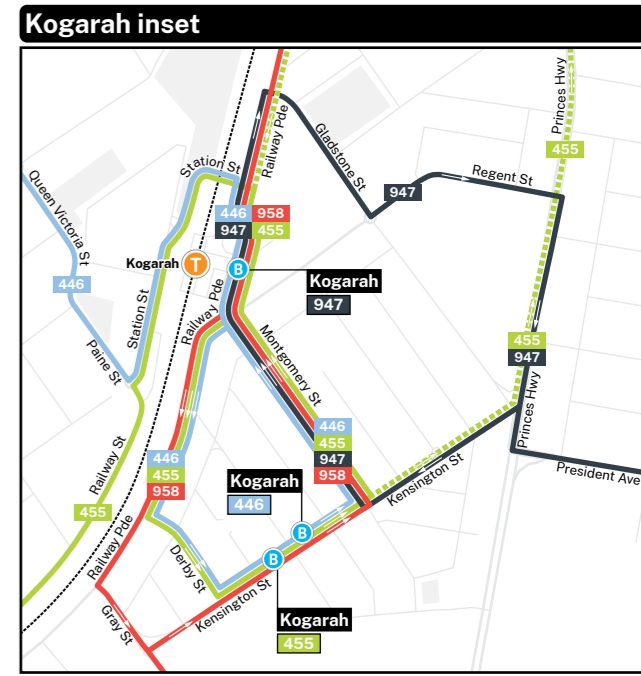 Kogarah inset
Princes Hwy
Railway Pde
Gladstone St
455
Station St
Queen Victoria St
947
Regent St
446 958
947 455
Kogarah T
B
Kogarah
947
446
Station St
Railway Pde
Montgomery St
455
947
Paine St
Princes Hwy
446
455
947
958
Railway St
446
455
958
Kogarah
446
Kensington St
President Ave
455
B
Railway Pde
Derby St
B
Kensington St
Gray St
Kogarah
455